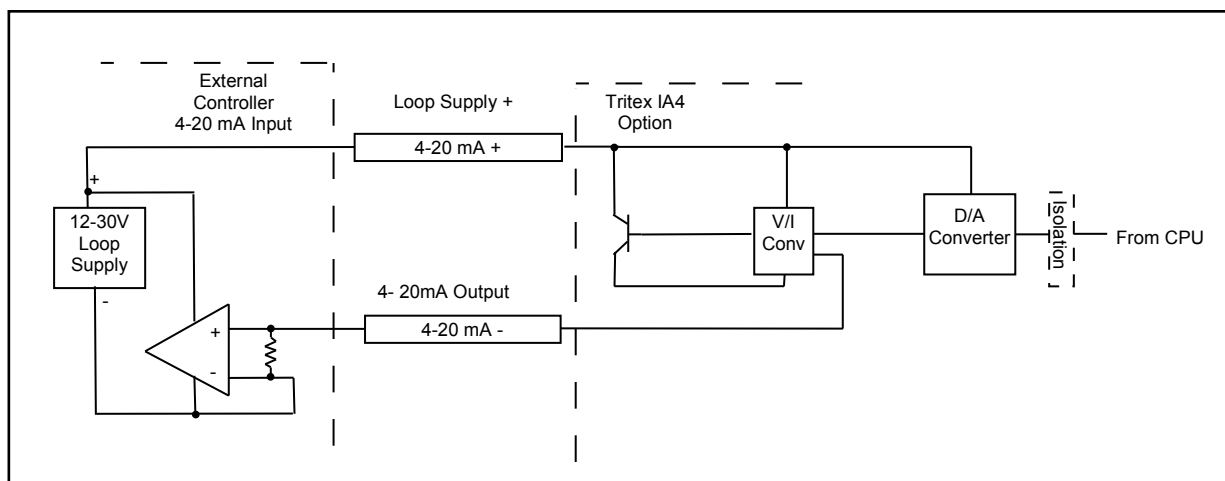 External
Controller
4-20 mA Input
Loop Supply +
Tritex IA4
Option
4-20 mA +
+
12-30V
Loop
Supply
-
V/I
Conv
D/A
Converter
Isolation
From CPU
4- 20mA Output
4-20 mA -
+
-